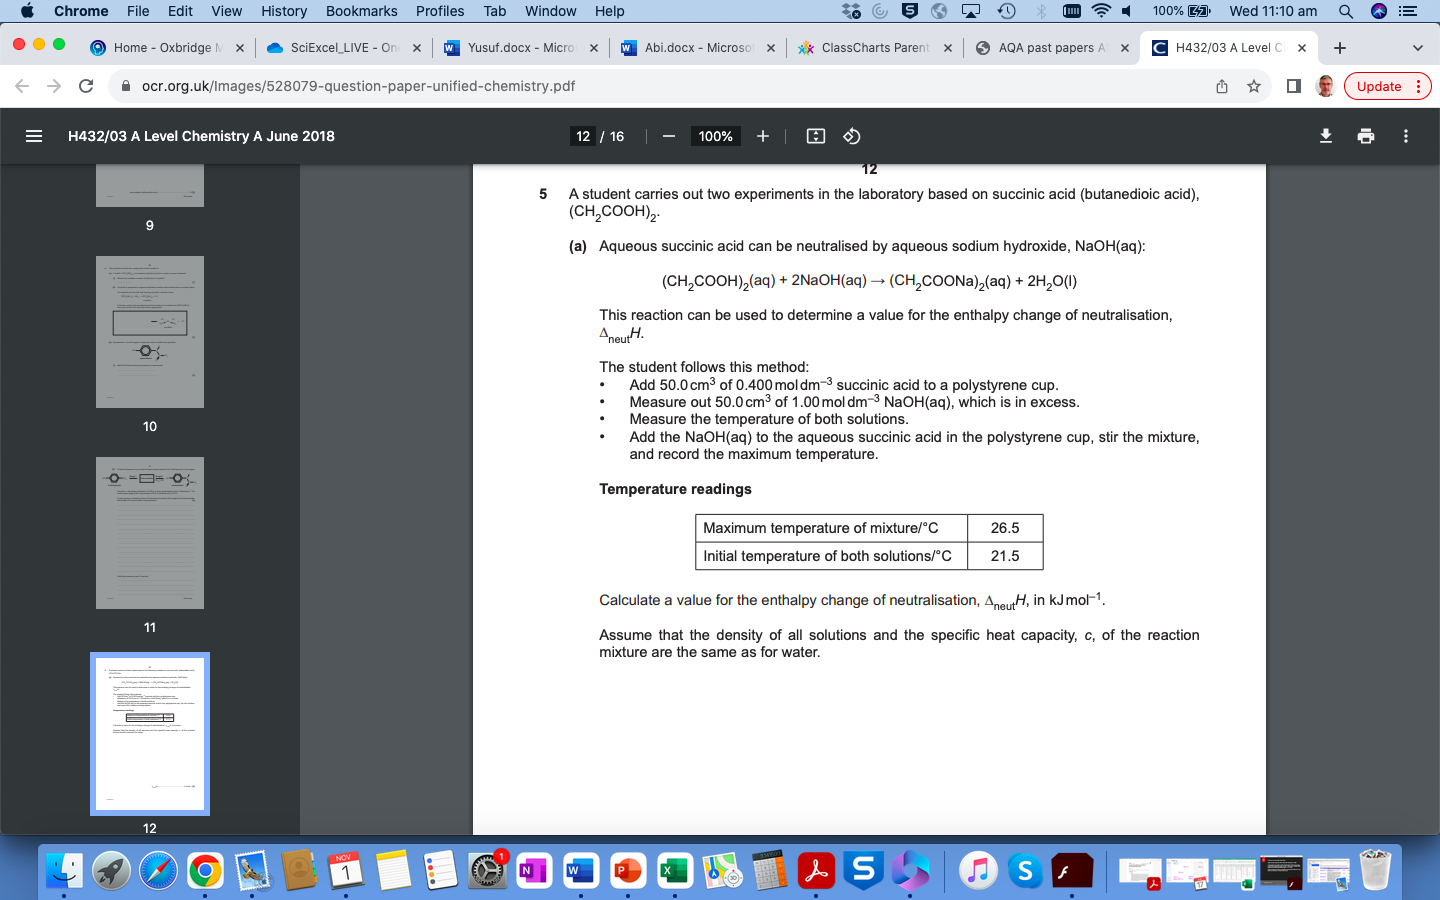 Chrome File Edit View History Bookmarks Profiles Tab Window Help 100% Wed 11:10 am
Home - Oxbridge M
SciExcel_LIVE - On
Yusuf.docx - Micro
Abi.docx - Microso
ClassCharts Parent
AQA past papers A
H432/03 A Level C
ocr.org.uk/Images/528079-question-paper-unified-chemistry.pdf
Update
H432/03 A Level Chemistry A June 2018
12 / 16
100%
9
10
11
12
12
5 A student carries out two experiments in the laboratory based on succinic acid (butanedioic acid),
(CH₂COOH)₂.
(a) Aqueous succinic acid can be neutralised by aqueous sodium hydroxide, NaOH(aq):
(CH₂COOH)₂(aq) + 2NaOH(aq) → (CH₂COONa)₂(aq) + 2H₂O(l)
This reaction can be used to determine a value for the enthalpy change of neutralisation,
ΔneutH.
The student follows this method:
• Add 50.0 cm³ of 0.400 mol dm⁻³ succinic acid to a polystyrene cup.
• Measure out 50.0 cm³ of 1.00 mol dm⁻³ NaOH(aq), which is in excess.
• Measure the temperature of both solutions.
• Add the NaOH(aq) to the aqueous succinic acid in the polystyrene cup, stir the mixture,
and record the maximum temperature.
Temperature readings
Maximum temperature of mixture/°C 26.5
Initial temperature of both solutions/°C 21.5
Calculate a value for the enthalpy change of neutralisation, ΔneutH, in kJ mol⁻¹.
Assume that the density of all solutions and the specific heat capacity, c, of the reaction
mixture are the same as for water.
NOV
1
1